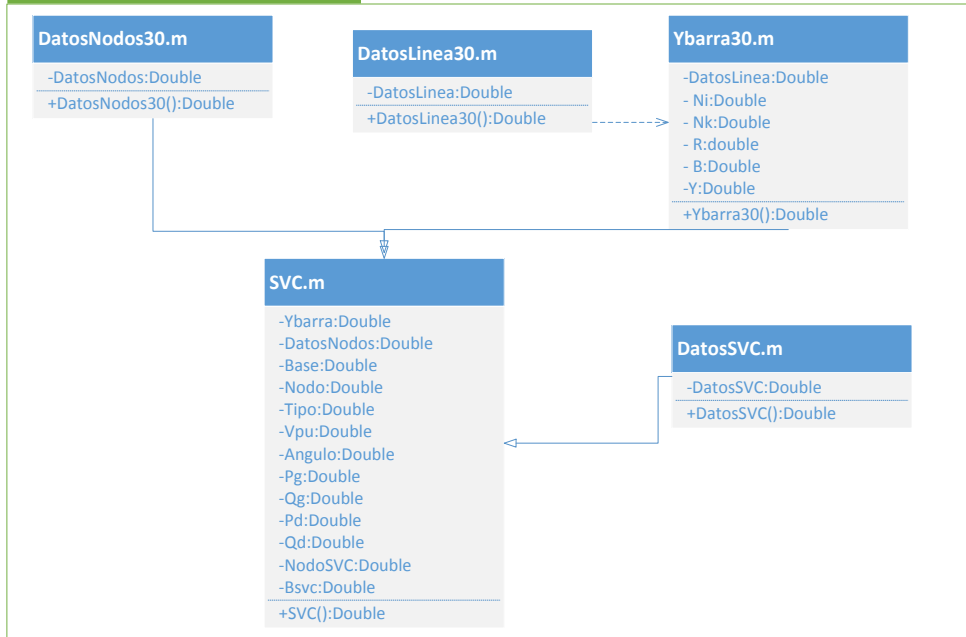 DatosNodos30.m
-DatosNodos:Double
+DatosNodos30():Double
DatosLinea30.m
-DatosLinea:Double
+DatosLinea30():Double
Ybarra30.m
-DatosLinea:Double
- Ni:Double
- Nk:Double
- R:double
- B:Double
-Y:Double
+Ybarra30():Double
SVC.m
-Ybarra:Double
-DatosNodos:Double
-Base:Double
-Nodo:Double
-Tipo:Double
-Vpu:Double
-Angulo:Double
-Pg:Double
-Qg:Double
-Pd:Double
-Qd:Double
-NodoSVC:Double
-Bsvc:Double
+SVC():Double
DatosSVC.m
-DatosSVC:Double
+DatosSVC():Double